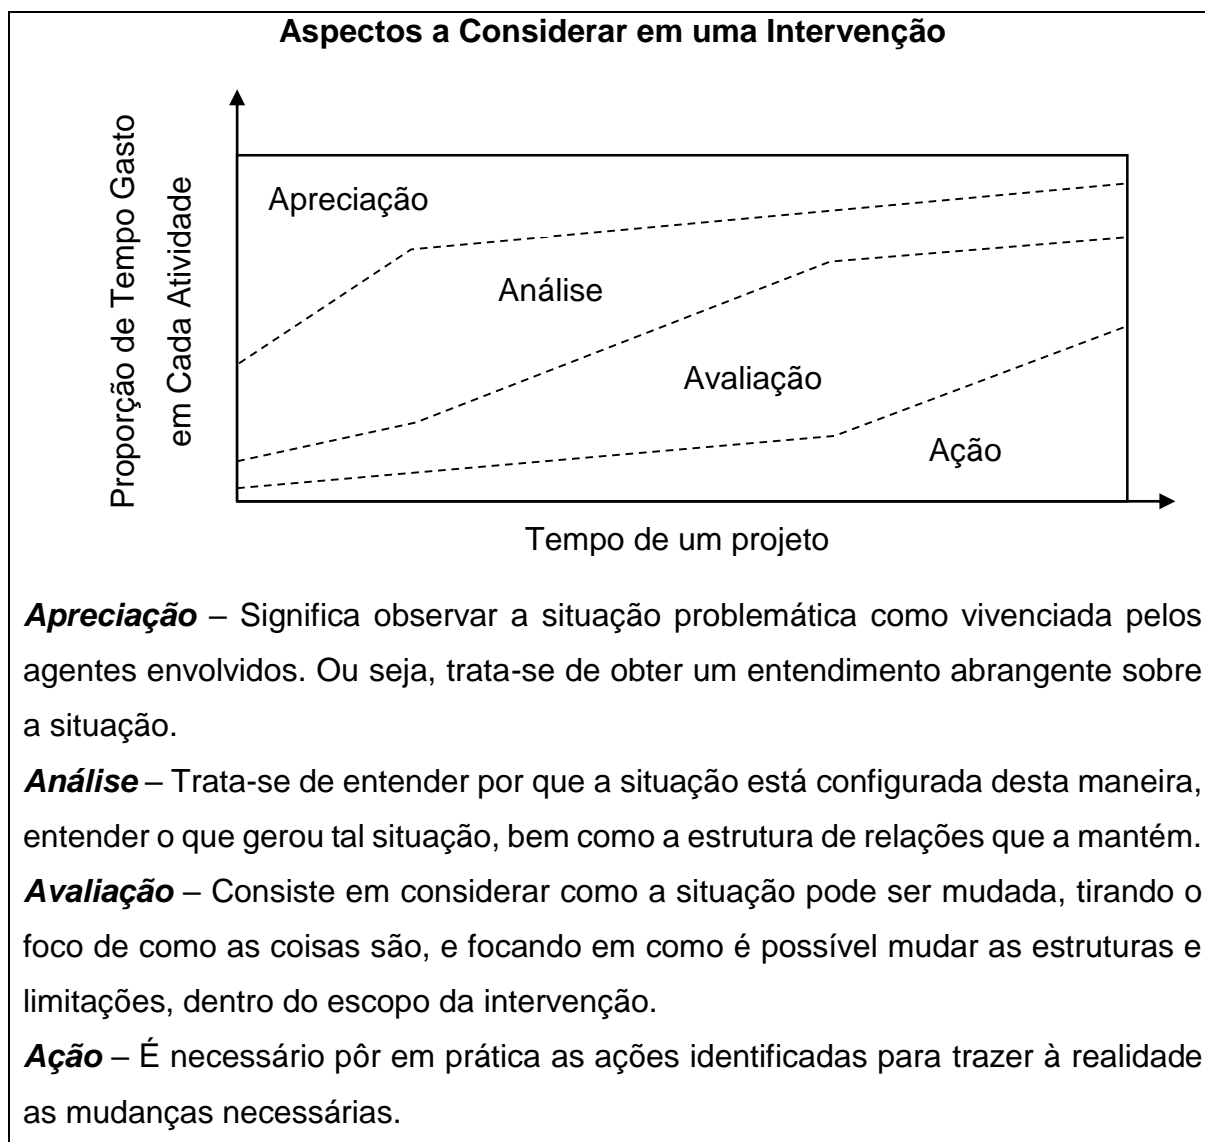 Aspectos a Considerar em uma Intervenção
Proporção de Tempo Gasto
em Cada Atividade
Apreciação
Análise
Avaliação
Ação
Tempo de um projeto
Apreciação – Significa observar a situação problemática como vivenciada pelos
agentes envolvidos. Ou seja, trata-se de obter um entendimento abrangente sobre
a situação.
Análise – Trata-se de entender por que a situação está configurada desta maneira,
entender o que gerou tal situação, bem como a estrutura de relações que a mantém.
Avaliação – Consiste em considerar como a situação pode ser mudada, tirando o
foco de como as coisas são, e focando em como é possível mudar as estruturas e
limitações, dentro do escopo da intervenção.
Ação – É necessário pôr em prática as ações identificadas para trazer à realidade
as mudanças necessárias.